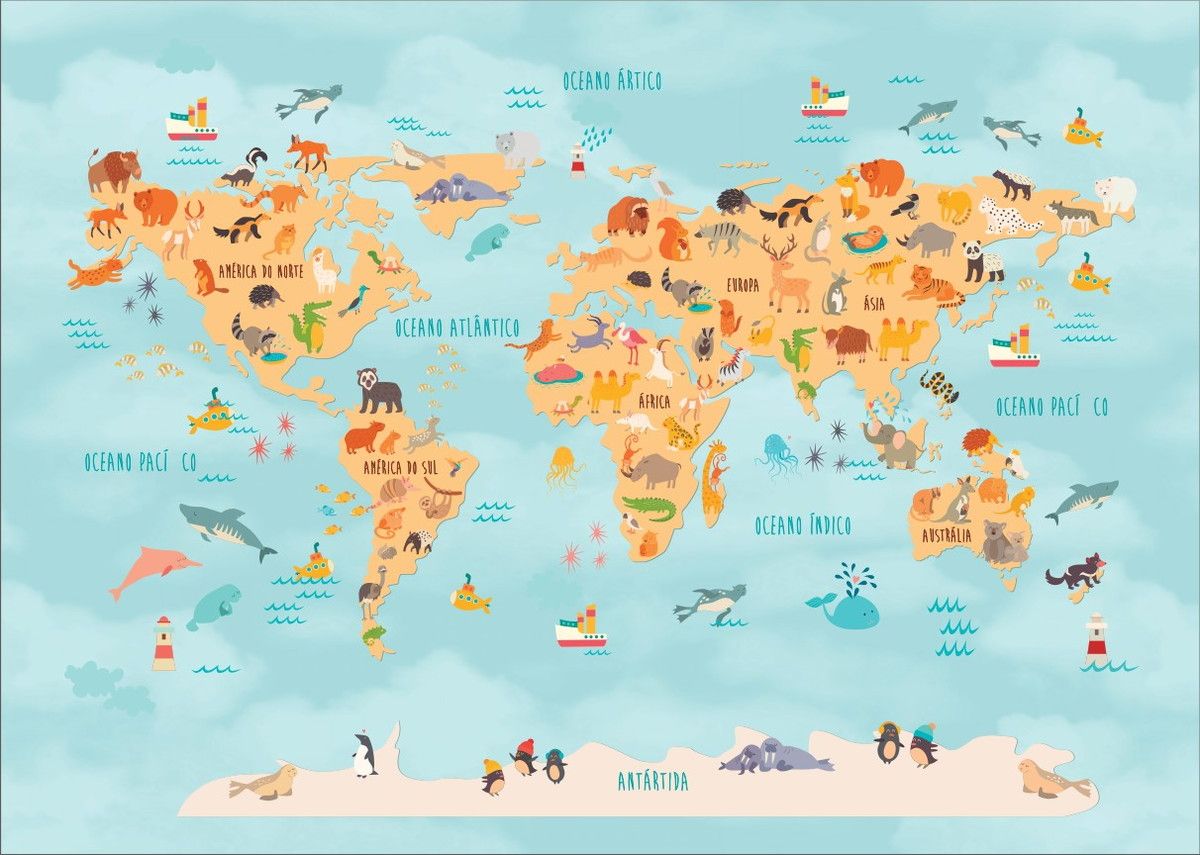 OCEANO ÁRTICO
AMÉRICA DO NORTE
EUROPA
ÁSIA
OCEANO ATLÂNTICO
ÁFRICA
OCEANO PACÍ CO
OCEANO PACÍ CO
AMÉRICA DO SUL
OCEANO ÍNDICO
AUSTRÁLIA
ANTÁRTIDA